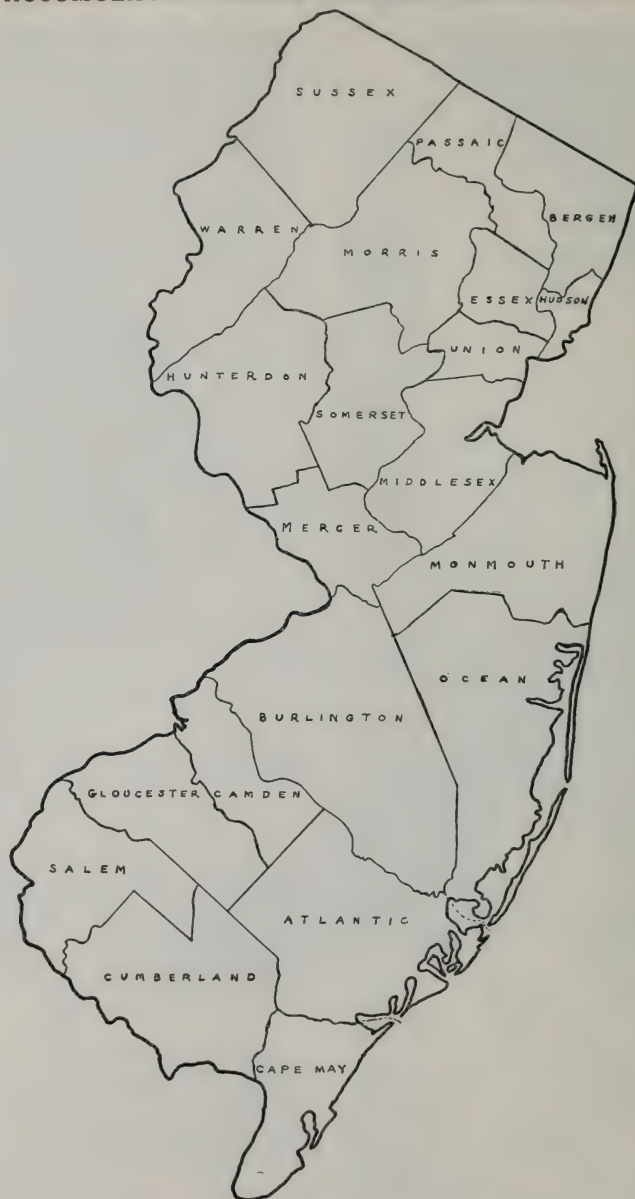 SUSSEX
PASSAIC
BERGEN
WARREN
MORRIS
ESSEX
HUDSON
UNION
HUNTERDON
SOMERSET
MIDDLESEX
MERCER
MONMOUTH
OCEAN
BURLINGTON
GLOUCESTER
CAMDEN
SALEM
ATLANTIC
CUMBERLAND
CAPE MAY